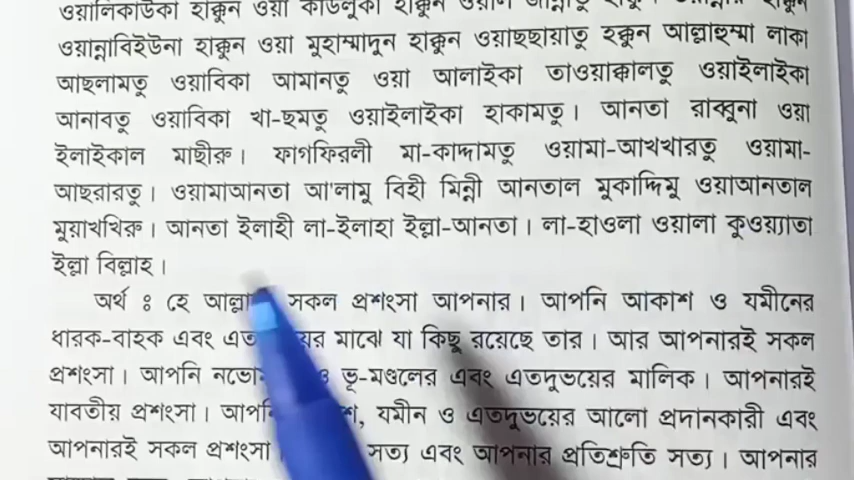 ওয়ালিকাউকা হাক্কুন ওয়া কাউলুকা হাক্কুন
ওয়ান্নাবিইউনা হাক্কুন ওয়া মুহাম্মাদুন হাক্কুন ওয়াছছায়াতু হক্কুন আল্লাহুম্মা লাকা
আছলামতু ওয়াবিকা আমানতু ওয়া আলাইকা তাওয়াক্কালতু ওয়াইলাইকা
আনাবতু ওয়াবিকা খা-ছমতু ওয়াইলাইকা হাকামতু। আনতা রাব্বুনা ওয়া
ইলাইকাল মাছীরু। ফাগফিরলী মা-কাদ্দামতু ওয়ামা-আখখারতু ওয়ামা-
আছরারতু। ওয়ামাআনতা আ'লামু বিহী মিন্নী আনতাল মুকাদ্দিমু ওয়াআনতাল
মুয়াখখিরু। আনতা ইলাহী লা-ইলাহা ইল্লা-আনতা। লা-হাওলা ওয়ালা কুওয়্যাতা
ইল্লা বিল্লাহ।
অর্থ ঃ হে সকল প্রশংসা আপনার। আপনি আকাশ ও যমীনের
ধারক-বাহক এবং মাঝে যা কিছু রয়েছে তার। আর আপনারই সকল
প্রশংসা। আপনি ও ভূ-মণ্ডলের এবং এতদুভয়ের মালিক। আপনারই
যাবতীয় প্রশংসা। যমীন ও এতদুভয়ের আলো প্রদানকারী এবং
আপনারই সকল প্রশংসা সত্য এবং আপনার প্রতিশ্রুতি সত্য। আপনার